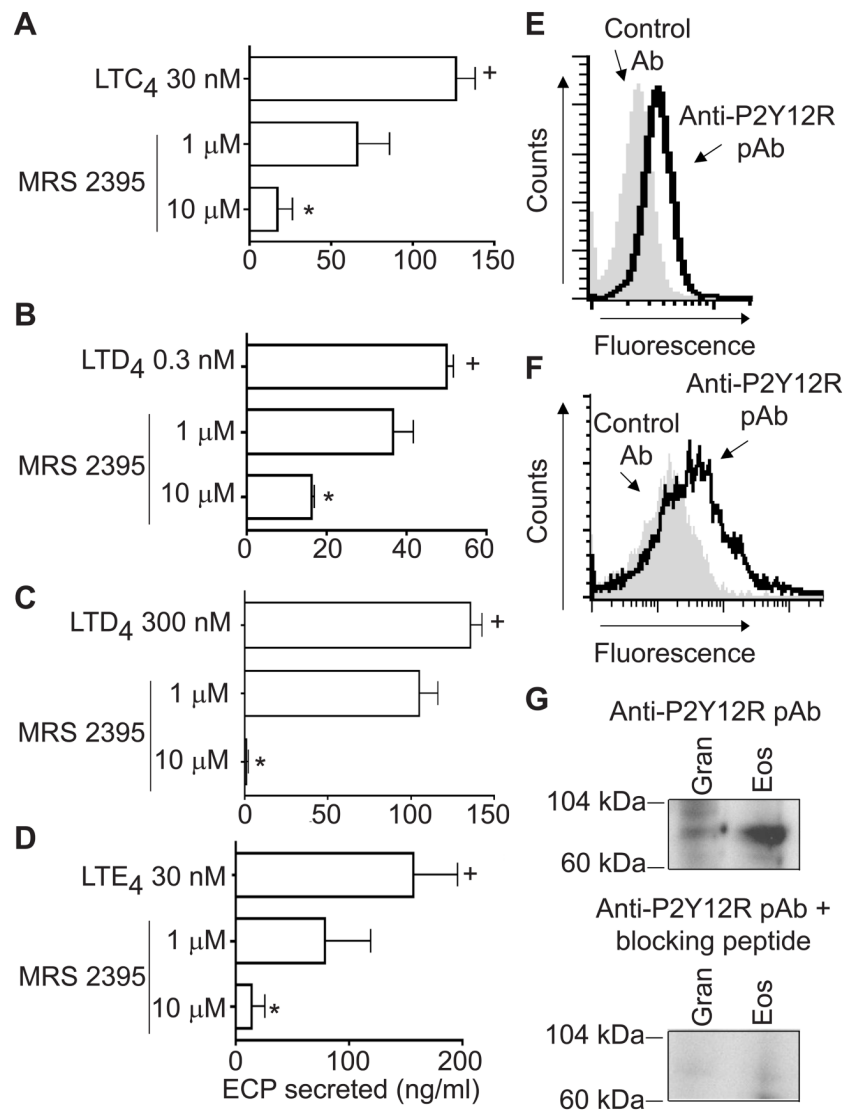 A
LTC4 30 nM
+
1 μM
MRS 2395
10 μM
*
0 50 100 150
B
LTD4 0.3 nM
+
1 μM
MRS 2395
10 μM
*
0 20 40 60
C
LTD4 300 nM
+
1 μM
MRS 2395
10 μM
*
0 50 100 150
D
LTE4 30 nM
+
1 μM
MRS 2395
10 μM
*
0 100 200
ECP secreted (ng/ml)
E
Control
Ab
Anti-P2Y12R
pAb
Counts
Fluorescence
F
Anti-P2Y12R
pAb
Control
Ab
Counts
Fluorescence
G
Anti-P2Y12R pAb
Gran Eos
104 kDa
60 kDa
Anti-P2Y12R pAb +
blocking peptide
Gran Eos
104 kDa
60 kDa